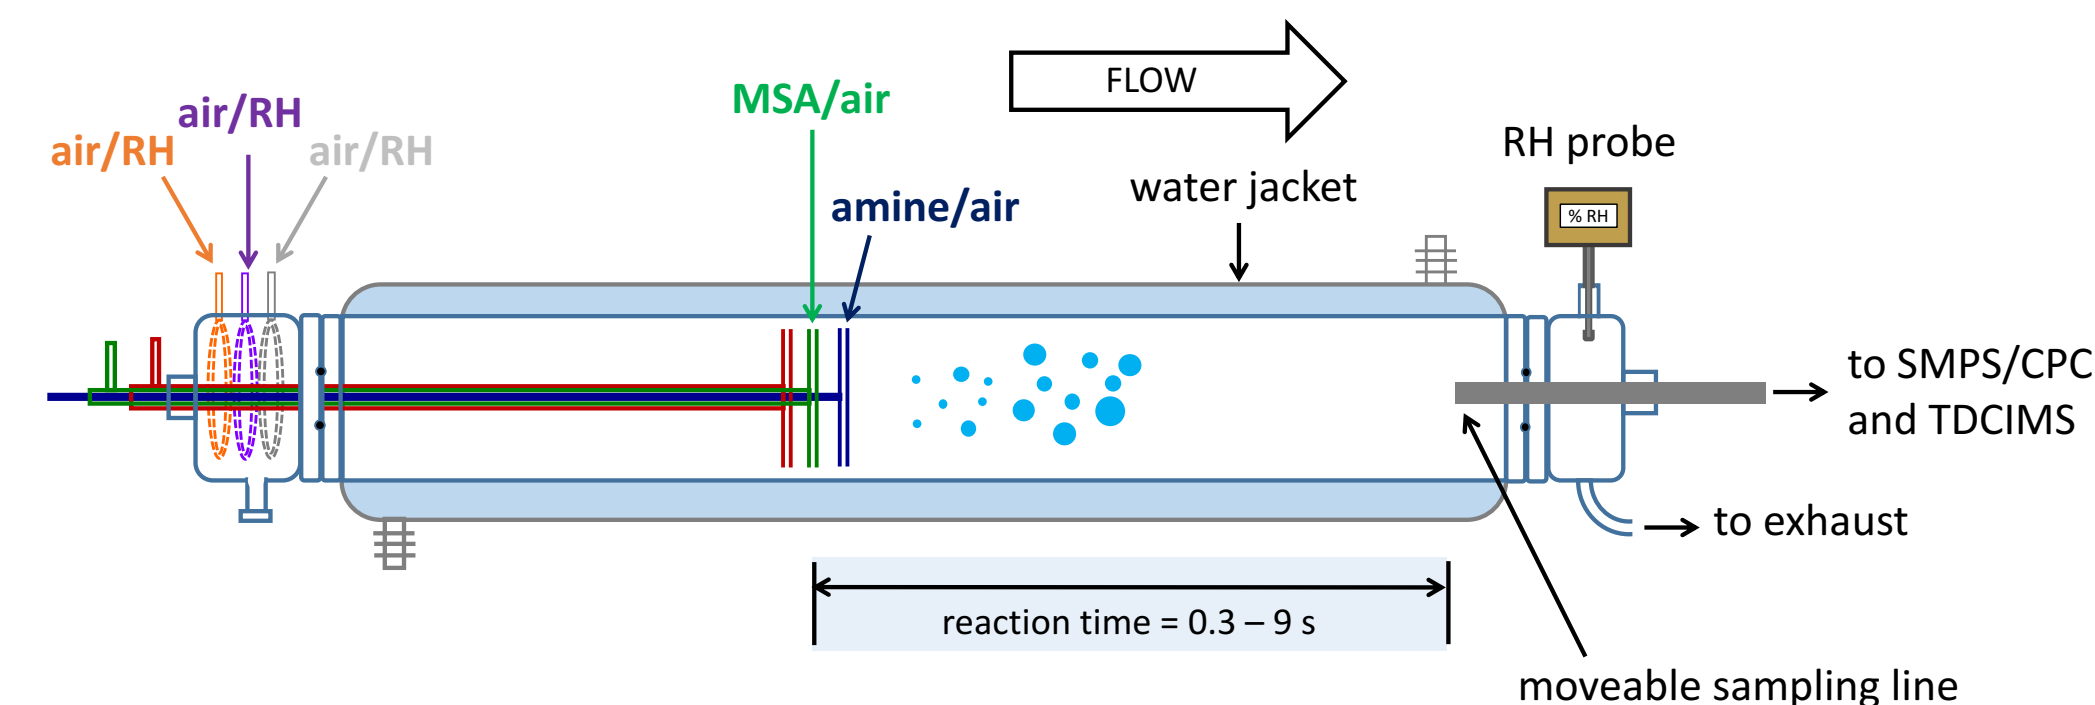 FLOW
MSA/air
air/RH
air/RH
air/RH
RH probe
water jacket
amine/air
% RH
to SMPS/CPC
and TDCIMS
to exhaust
reaction time = 0.3 – 9 s
moveable sampling line